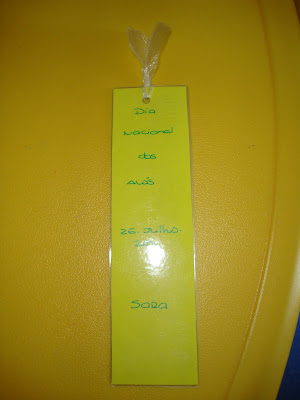 Dia
Nacional
dos
Avós
26. Julho.
Sara